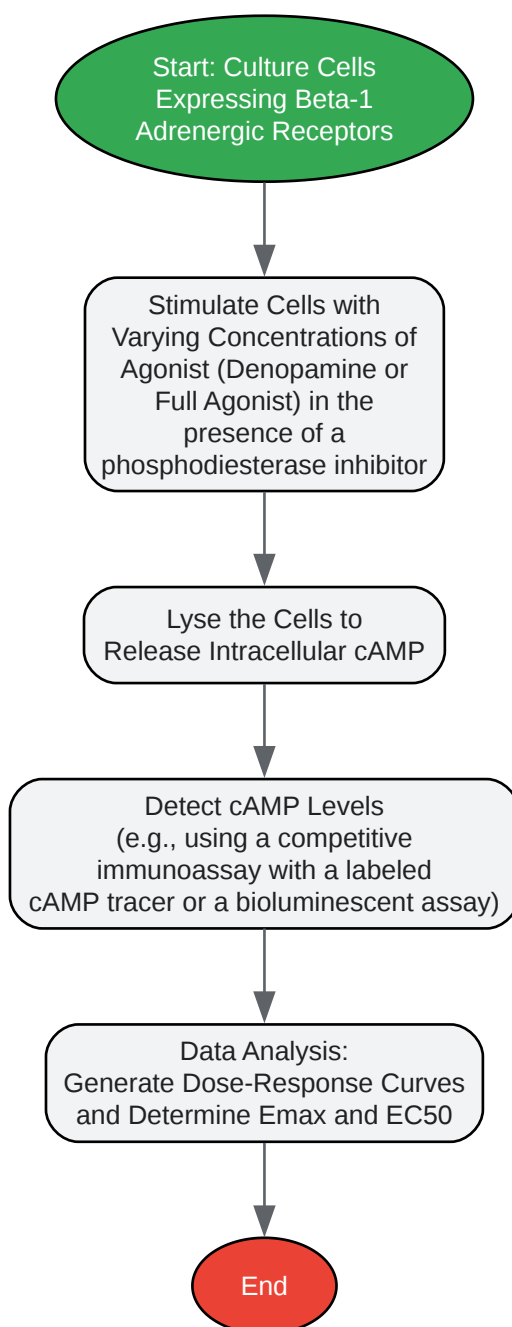 Start: Culture Cells
Expressing Beta-1
Adrenergic Receptors
Stimulate Cells with
Varying Concentrations of
Agonist (Denopamine or
Full Agonist) in the
presence of a
phosphodiesterase inhibitor
Lyse the Cells to
Release Intracellular cAMP
Detect cAMP Levels
(e.g., using a competitive
immunoassay with a labeled
cAMP tracer or a bioluminescent assay)
Data Analysis:
Generate Dose-Response Curves
and Determine Emax and EC50
End